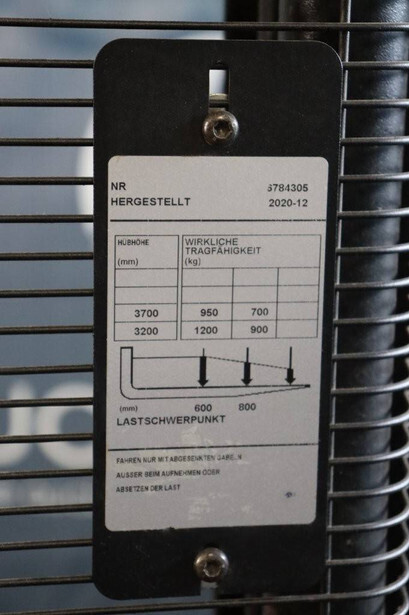 NR 6784305
HERGESTELLT 2020-12
HUBHÖHE WIRKLICHE
TRAGFÄHIGKEIT
(mm) (kg)
3700 950 700
3200 1200 900
(mm) 600 800
LASTSCHWERPUNKT
FAHREN NUR MIT ABGESENKTEN GABELN
AUSSER BEIM AUFNEHMEN ODER
ABSETZEN DER LAST